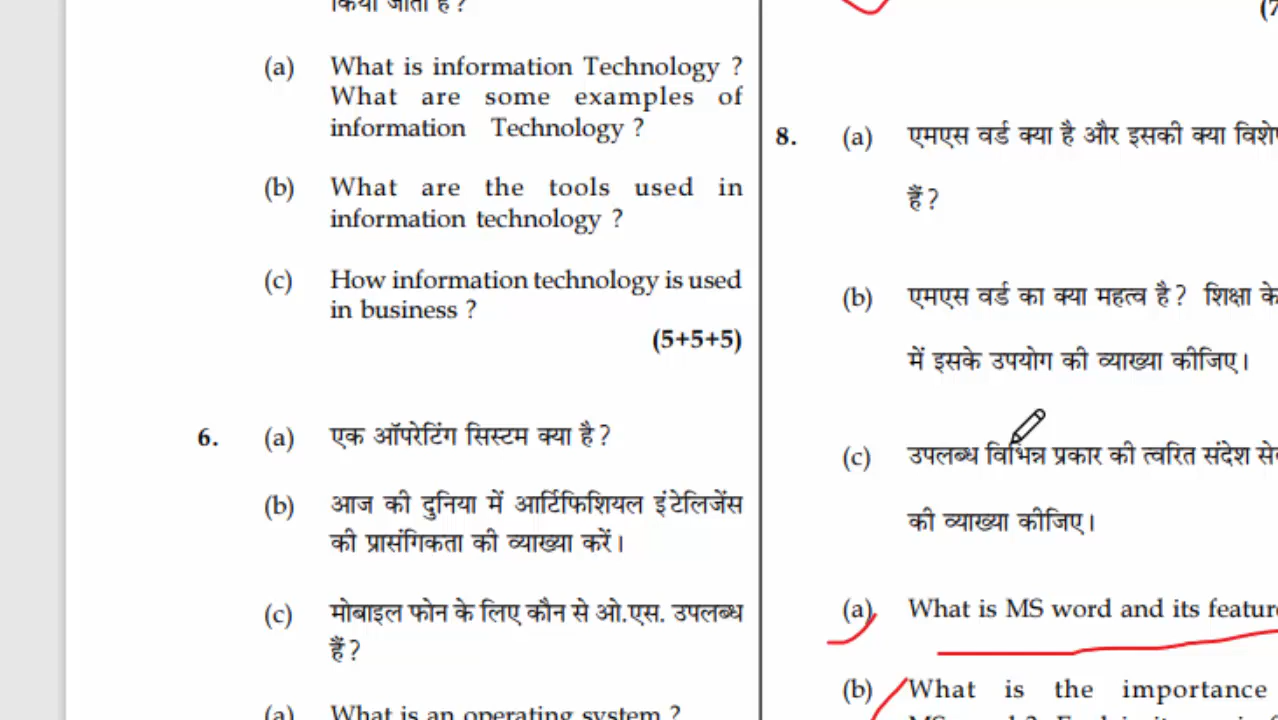 किया जाता है?
(a) What is information Technology ?
What are some examples of
information Technology ?
(b) What are the tools used in
information technology ?
(c) How information technology is used
in business ?
(5+5+5)
6. (a) एक ऑपरेटिंग सिस्टम क्या है?
(b) आज की दुनिया में आर्टिफिशियल इंटेलिजेंस
की प्रासंगिकता की व्याख्या करें।
(c) मोबाइल फोन के लिए कौन से ओ.एस. उपलब्ध
हैं?
(a) What is an operating system ?
(7
8. (a) एमएस वर्ड क्या है और इसकी क्या
हैं?
(b) एमएस वर्ड का क्या महत्व है? शिक्षा के
में इसके उपयोग की व्याख्या कीजिए।
(c) उपलब्ध विभिन्न प्रकार की त्वरित संदेश
की व्याख्या कीजिए।
(a) What is MS word and its
(b) What is the importance